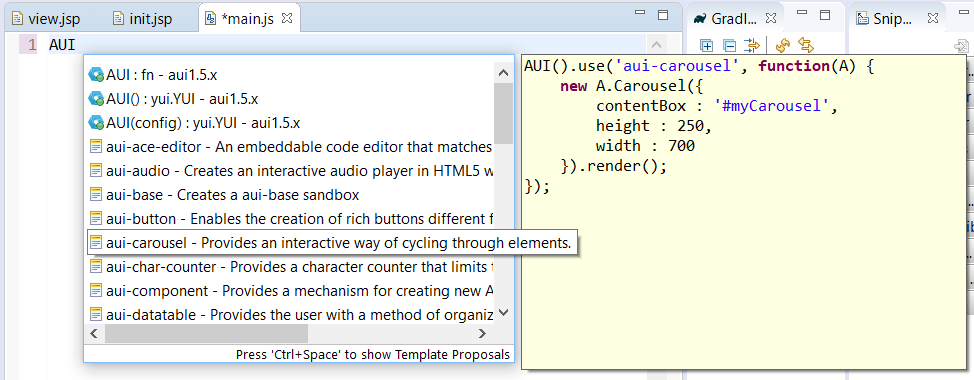 view.jsp
init.jsp
*main.js
Gradl...
Snip...
1 AUI
AUI : fn - aui1.5.x
AUI() : yui.YUI - aui1.5.x
AUI(config) : yui.YUI - aui1.5.x
aui-ace-editor - An embeddable code editor that matches
aui-audio - Creates an interactive audio player in HTML5 w
aui-base - Creates a aui-base sandbox
aui-button - Enables the creation of rich buttons different f
aui-carousel - Provides an interactive way of cycling through elements.
aui-char-counter - Provides a character counter that limits t
aui-component - Provides a mechanism for creating new A
aui-datatable - Provides the user with a method of organiz
Press 'Ctrl+Space' to show Template Proposals
AUI().use('aui-carousel', function(A) {
    new A.Carousel({
        contentBox : '#myCarousel',
        height : 250,
        width : 700
    }).render();
});